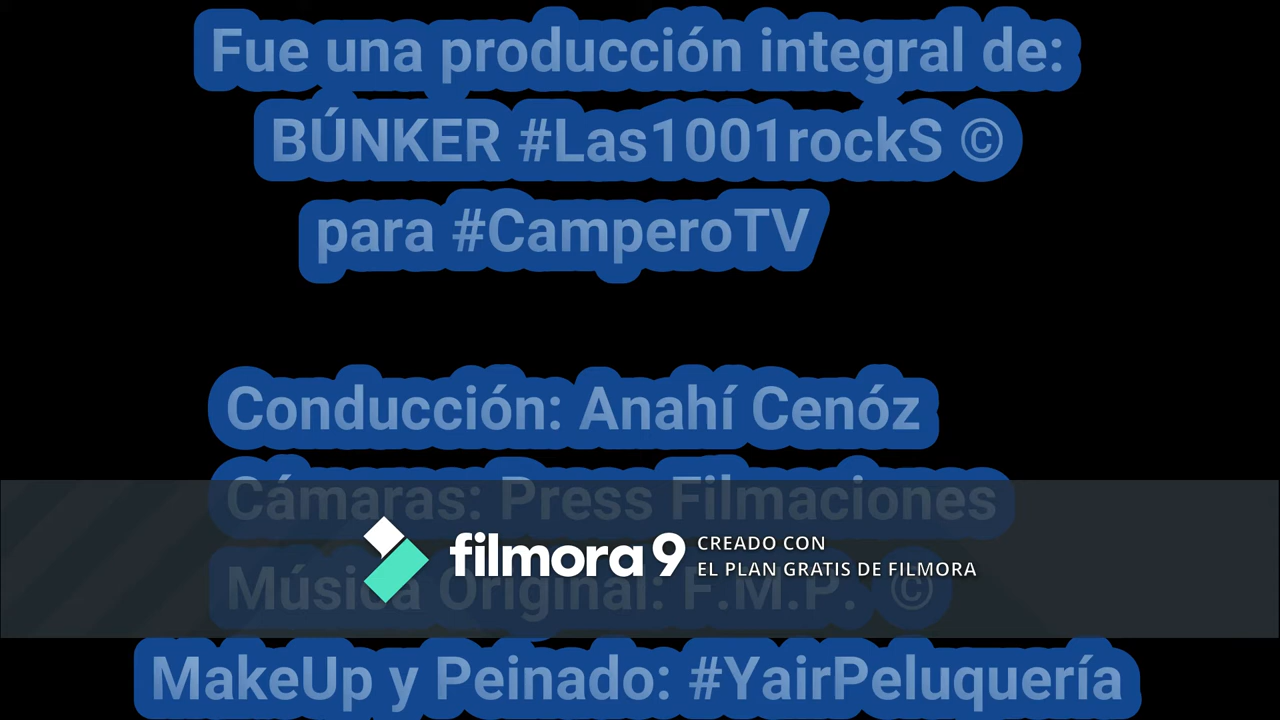 Fue una producción integral de:
BÚNKER #Las1001rockS ©
para #CamperoTV
Conducción: Anahí Cenóz
Cámaras: Press Filmaciones
filmora 9 CREADO CON
EL PLAN GRATIS DE FILMORA
Música Original: F.M.P. ©
MakeUp y Peinado: #YairPeluquería